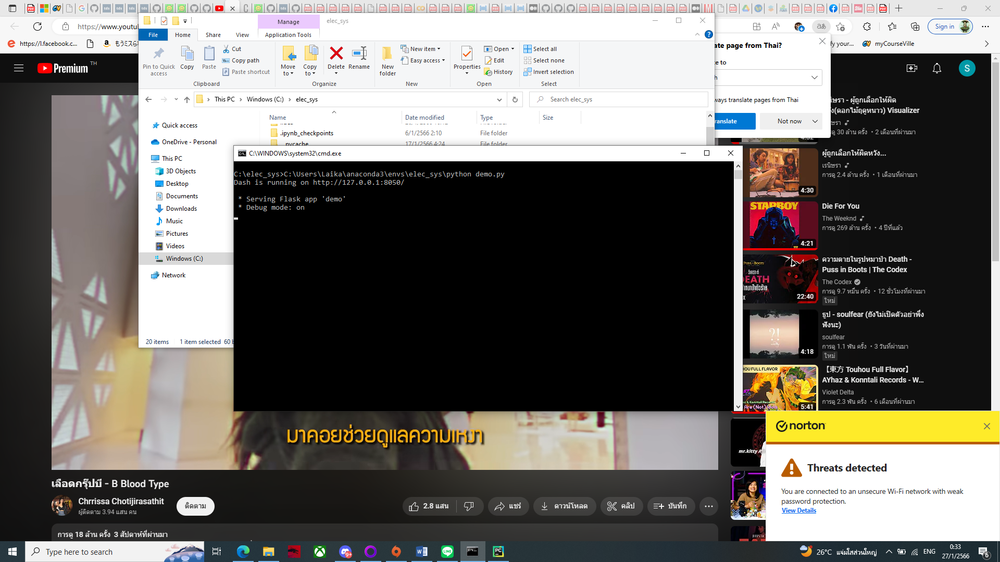 https://www.youtu
Sign in
https://l.facebook.c...
もうミスら
fy your...
myCourseVille
Premium TH
Manage
elec_sys
File
Home
Share
View
Application Tools
Pin to Quick access
Copy
Paste
Cut
Copy path
Paste shortcut
Clipboard
Move to
Copy to
Delete
Rename
Organize
New folder
New item
Easy access
New
Properties
Open
Edit
History
Open
Select all
Select none
Invert selection
Select
This PC
Windows (C:)
elec_sys
Search elec_sys
Name
Date modified
Type
Size
.ipynb_checkpoints
6/1/2566 2:10
File folder
17/1/2566 4:24
File folder
Quick access
OneDrive - Personal
This PC
3D Objects
Desktop
Documents
Downloads
Music
Pictures
Videos
Windows (C:)
Network
20 items
1 item selected 60 b
C:\WINDOWS\system32\cmd.exe
C:\elec_sys>C:\Users\Laika\anaconda3\envs\elec_sys\python demo.py
Dash is running on http://127.0.0.1:8050/
* Serving Flask app 'demo'
* Debug mode: on
ate page from Thai?
te to
h
ways translate pages from Thai
ranslate
Not now
S
ผู้ถูกเลือกให้ผิด
(ดอกไม้ฤดูหนาว) Visualizer
30 ล้าน ครั้ง • 2 เดือนที่ผ่านมา
ผู้ถูกเลือกให้ผิดหวัง...
เรนิษรา
การดู 2.4 ล้าน ครั้ง • 1 เดือนที่ผ่านมา
4:30
STARBOY
Die For You
The Weeknd
การดู 269 ล้าน ครั้ง • 4 ปีที่แล้ว
4:21
ความตายในรูปหมาป่า Death -
Puss in Boots | The Codex
The Codex
การดู 9.7 หมื่น ครั้ง • 12 ชั่วโมงที่ผ่านมา
ใหม่
DEATH
22:40
ธูป - soulfear (ยังไม่เปิดตัวอย่าพึ่ง
ฟังนะ)
soulfear
การดู 1.1 พัน ครั้ง • 3 วันที่ผ่านมา
ใหม่
?!
4:18
HOU FULL FLAVOR
【東方 Touhou Full Flavor】
AYhaz & Konntali Records - W...
Violet Delta
การดู 2.3 พัน ครั้ง • 6 เดือนที่ผ่านมา
Are (Not) Idols
5:41
mr.kitty
มาคอยช่วยดูแลความเหงา
เลือดกรุ๊ปบี - B Blood Type
Chrrissa Chotijirasathit
ผู้ติดตาม 3.94 แสน คน
ติดตาม
2.8 แสน
แชร์
ดาวน์โหลด
คลิป
บันทึก
การดู 18 ล้าน ครั้ง 3 สัปดาห์ที่ผ่านมา
norton
Threats detected
You are connected to an unsecure Wi-Fi network with weak
password protection.
View Details
Type here to search
9+
26°C แจ่มใสส่วนใหญ่
ENG
0:33
27/1/2566
6